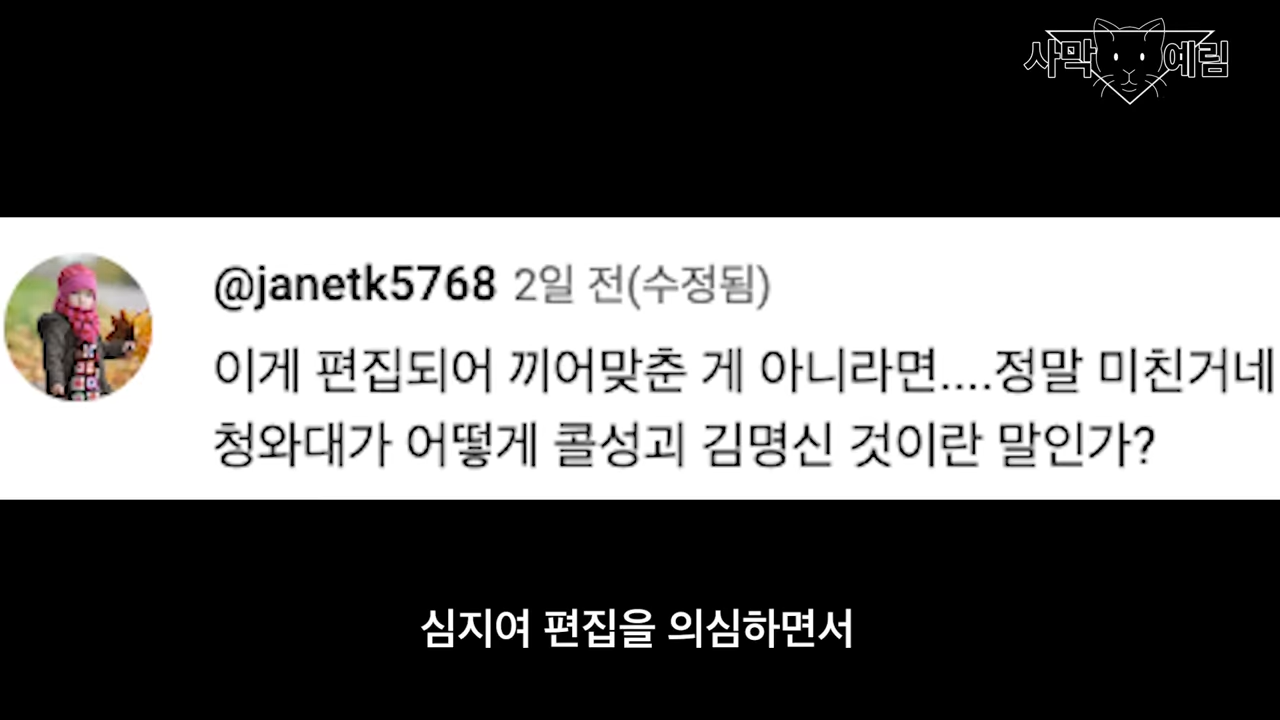 사막 예림
@janetk5768 2일 전(수정됨)
이게 편집되어 끼어맞춘 게 아니라면....정말 미친거네
청와대가 어떻게 콜성괴 김명신 것이란 말인가?
심지여 편집을 의심하면서